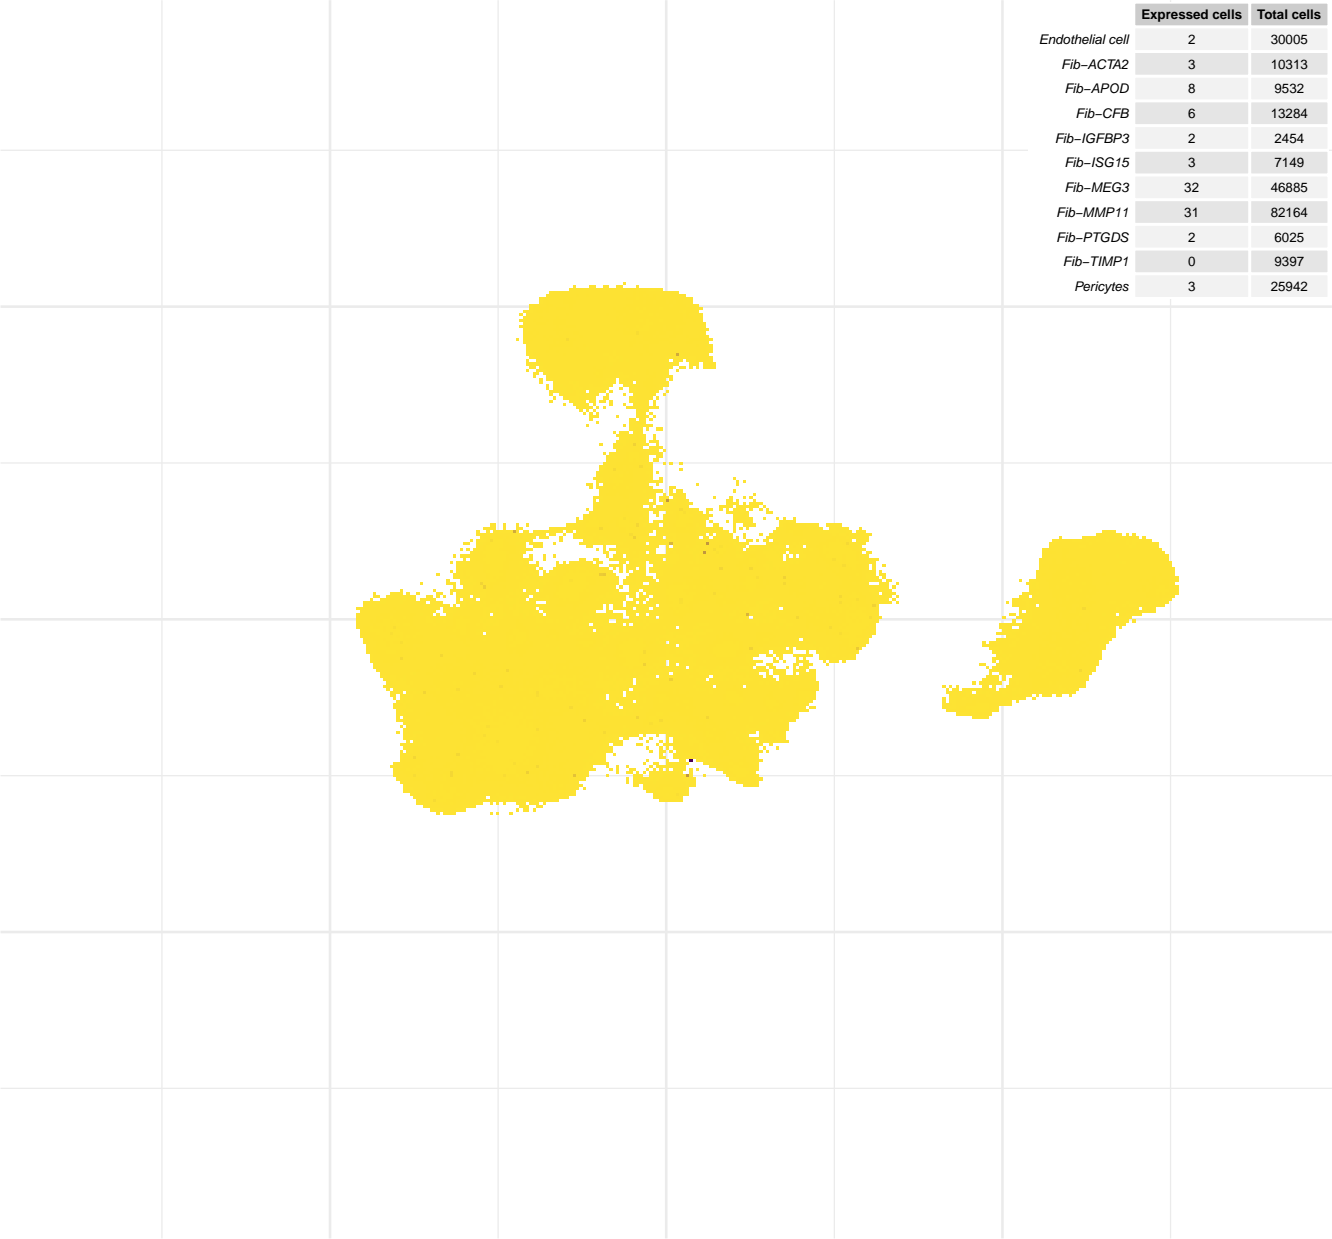 Expressed cells Total cells
Endothelial cell 2 30005
Fib−ACTA2 3 10313
Fib−APOD 8 9532
Fib−CFB 6 13284
Fib−IGFBP3 2 2454
Fib−ISG15 3 7149
Fib−MEG3 32 46885
Fib−MMP11 31 82164
Fib−PTGDS 2 6025
Fib−TIMP1 0 9397
Pericytes 3 25942